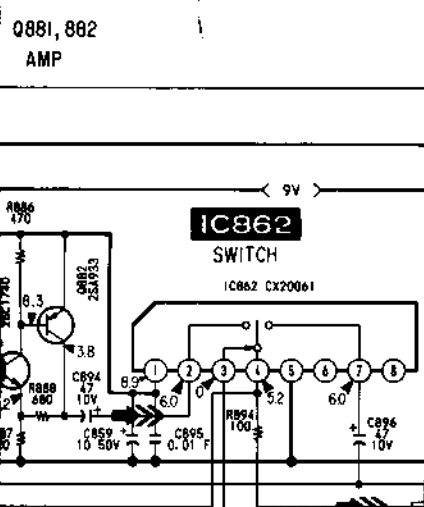 Q881, 882
AMP
9V
IC862
SWITCH
IC862 CX20061
R886
470
Q882
2SA933
8.3
3.8
R888
680
C894
47
10V
8.9
6.0
0
5.2
6.0
1 2 3 4 5 6 7 8
C859
10 50V
C895
0.01 F
R894
100
C896
47
10V